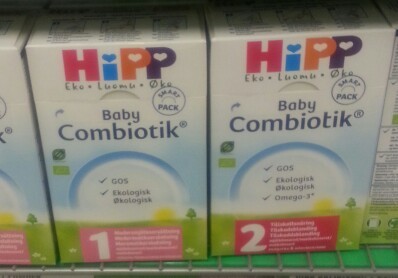 HiPP
Eko • Luomu • Øko
SMART
PACK
Baby
Combiotik®
GOS
Ekologisk
Økologisk
1
HiPP
Eko • Luomu • Øko
SMART
PACK
Baby
Combiotik®
GOS
Ekologisk
Økologisk
Omega-3*
2
Tillskottsnäring